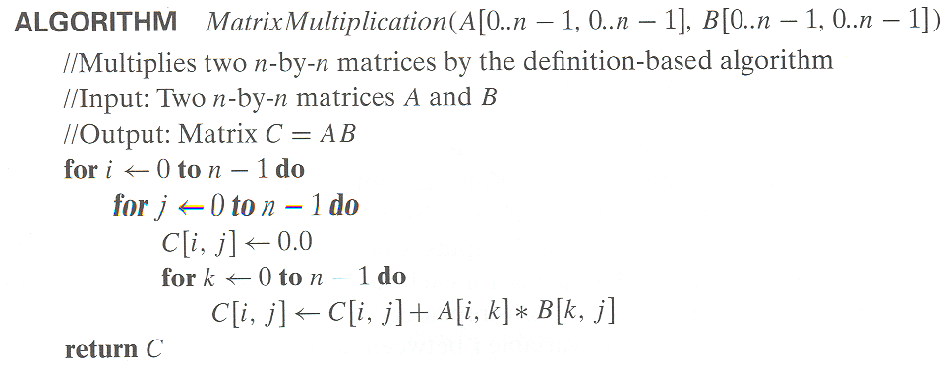 ALGORITHM MatrixMultiplication(A[0..n − 1, 0..n − 1], B[0..n − 1, 0..n − 1])
//Multiplies two n-by-n matrices by the definition-based algorithm
//Input: Two n-by-n matrices A and B
//Output: Matrix C = AB
for i ← 0 to n − 1 do
for j ← 0 to n − 1 do
C[i, j] ← 0.0
for k ← 0 to n − 1 do
C[i, j] ← C[i, j] + A[i, k] * B[k, j]
return C